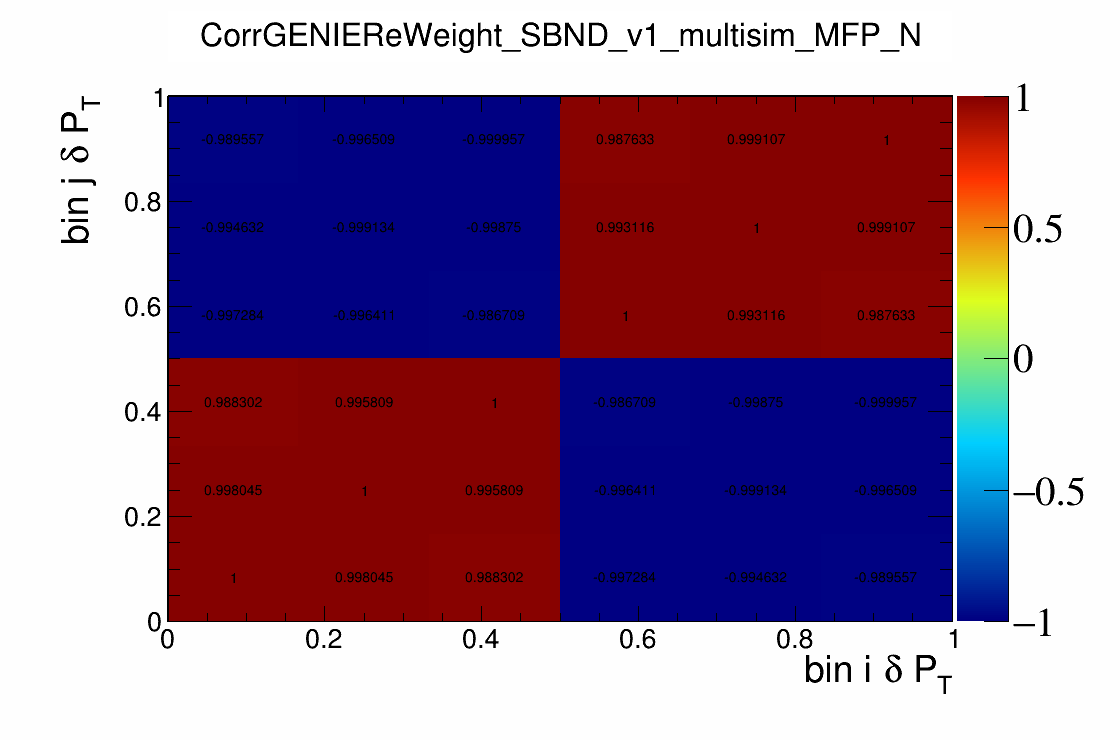 CorrGENIEReWeight_SBND_v1_multisim_MFP_N
bin j δ P_T
1
0.8
0.6
0.4
0.2
0
-0.989557 -0.996509 -0.999957 0.987633 0.999107 1
-0.994632 -0.999134 -0.99875 0.993116 1 0.999107
-0.997284 -0.996411 -0.986709 1 0.993116 0.987633
0.988302 0.995809 1 -0.986709 -0.99875 -0.999957
0.998045 1 0.995809 -0.996411 -0.999134 -0.996509
1 0.998045 0.988302 -0.997284 -0.994632 -0.989557
0 0.2 0.4 0.6 0.8 1
bin i δ P_T
1
0.5
0
−0.5
−1